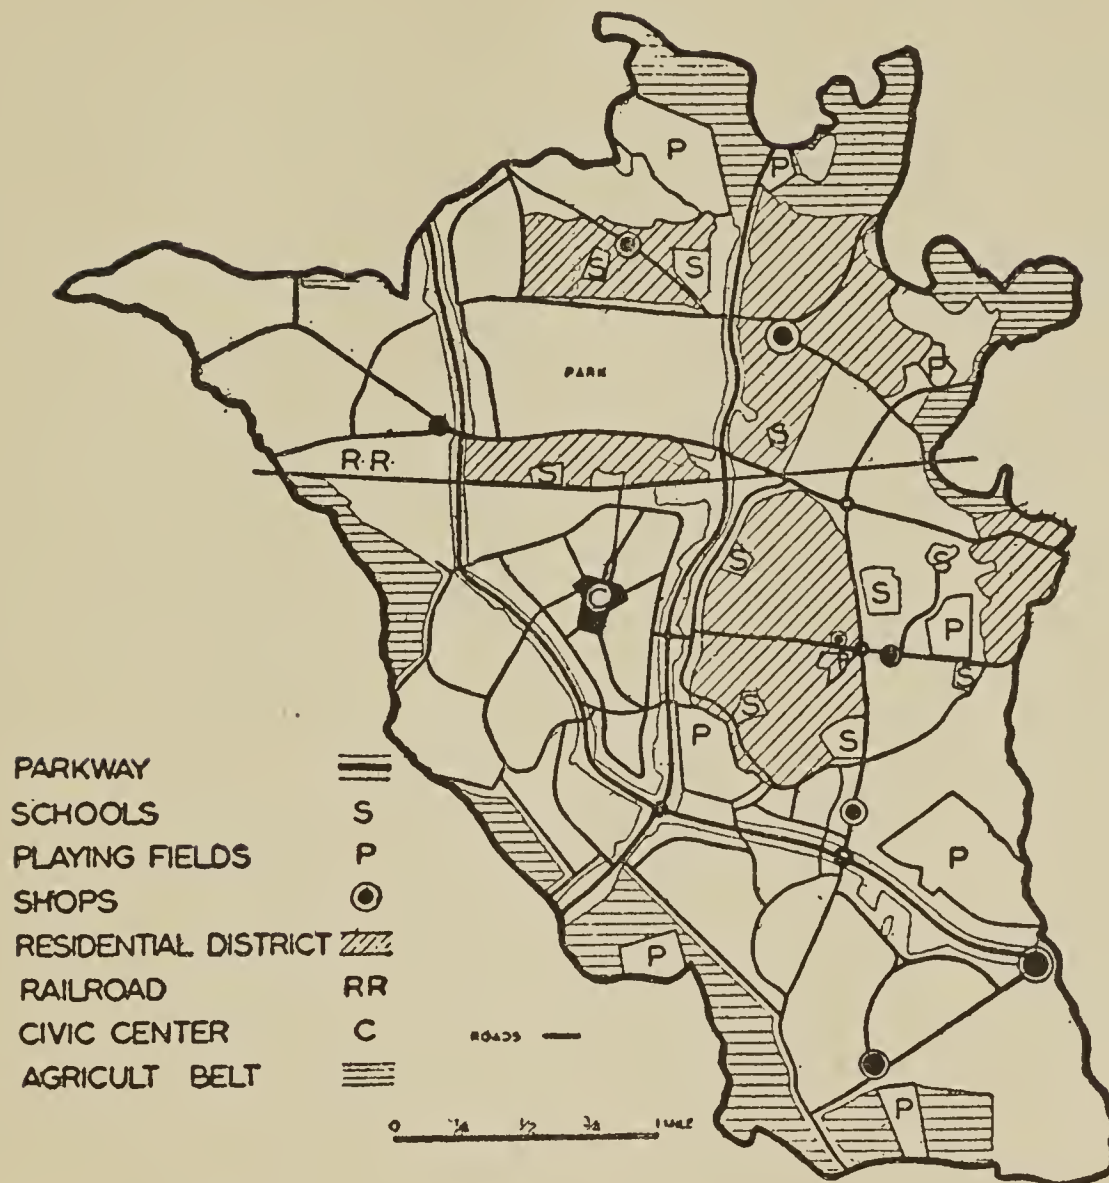 P
P
S
S
P
PARK
S
R.R.
S
S
S
S
C
P
S
S
S
P
P
P
P
PARKWAY
SCHOOLS S
PLAYING FIELDS P
SHOPS
RESIDENTIAL DISTRICT
RAILROAD RR
CIVIC CENTER C
AGRICULT BELT
ROADS
0 1/4 1/2 3/4 1 MILE